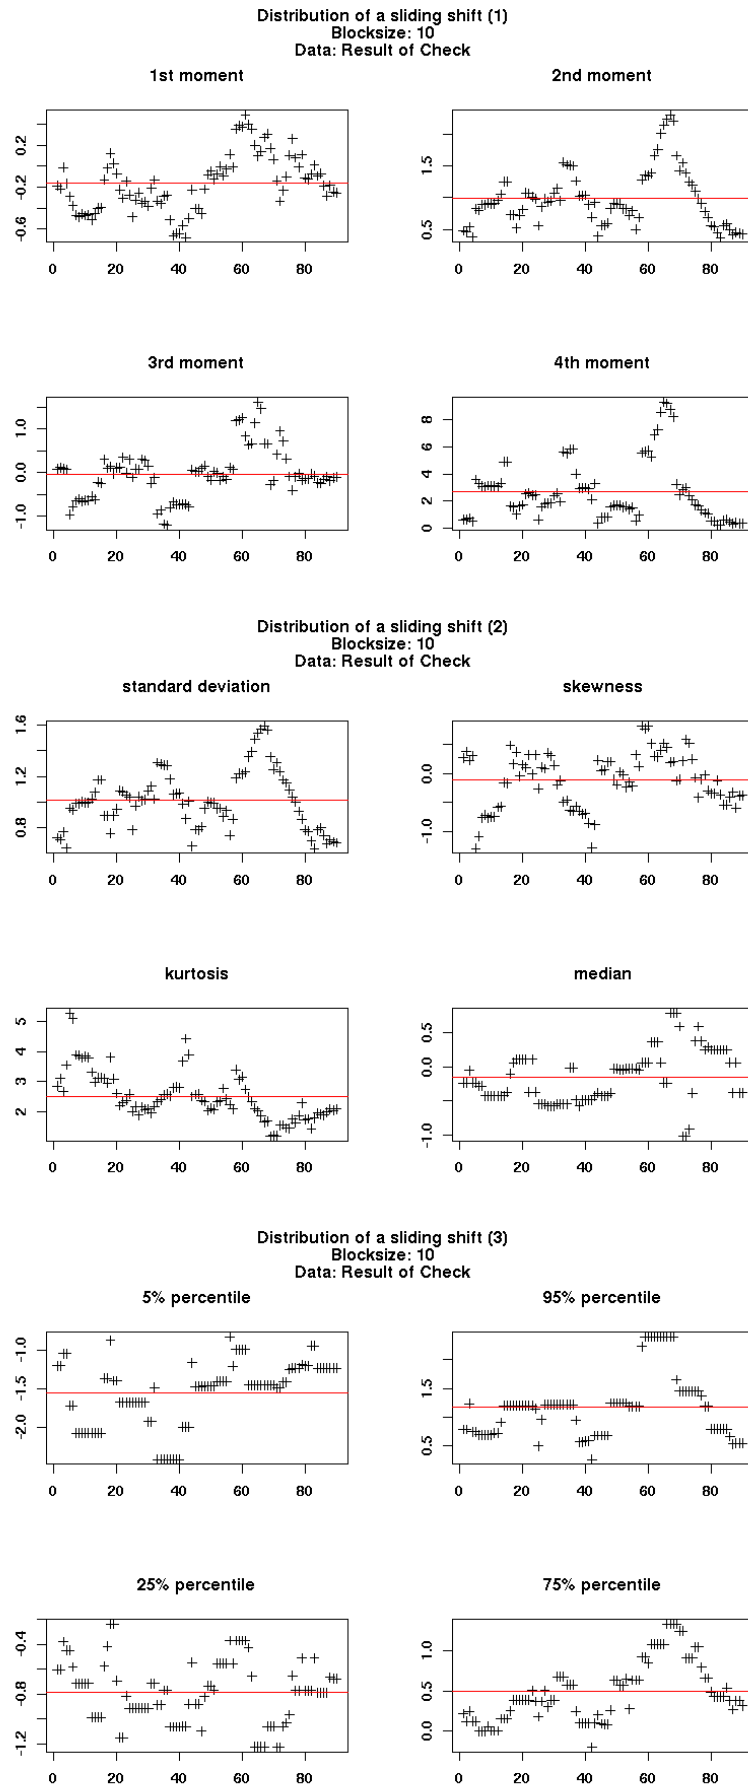 Distribution of a sliding shift (1)
Blocksize: 10
Data: Result of Check
1st moment
2nd moment
0.2
-0.2
-0.6
0 20 40 60 80
1.5
0.5
0 20 40 60 80
3rd moment
4th moment
1.0
0.0
-1.0
0 20 40 60 80
8
6
4
2
0
0 20 40 60 80
Distribution of a sliding shift (2)
Blocksize: 10
Data: Result of Check
standard deviation
skewness
1.6
1.2
0.8
0 20 40 60 80
0.0
-1.0
0 20 40 60 80
kurtosis
median
5
4
3
2
0 20 40 60 80
0.5
0.0
-1.0
0 20 40 60 80
Distribution of a sliding shift (3)
Blocksize: 10
Data: Result of Check
5% percentile
95% percentile
-1.0
-1.5
-2.0
0 20 40 60 80
1.5
0.5
0 20 40 60 80
25% percentile
75% percentile
-0.4
-0.8
-1.2
0 20 40 60 80
1.0
0.5
0.0
0 20 40 60 80